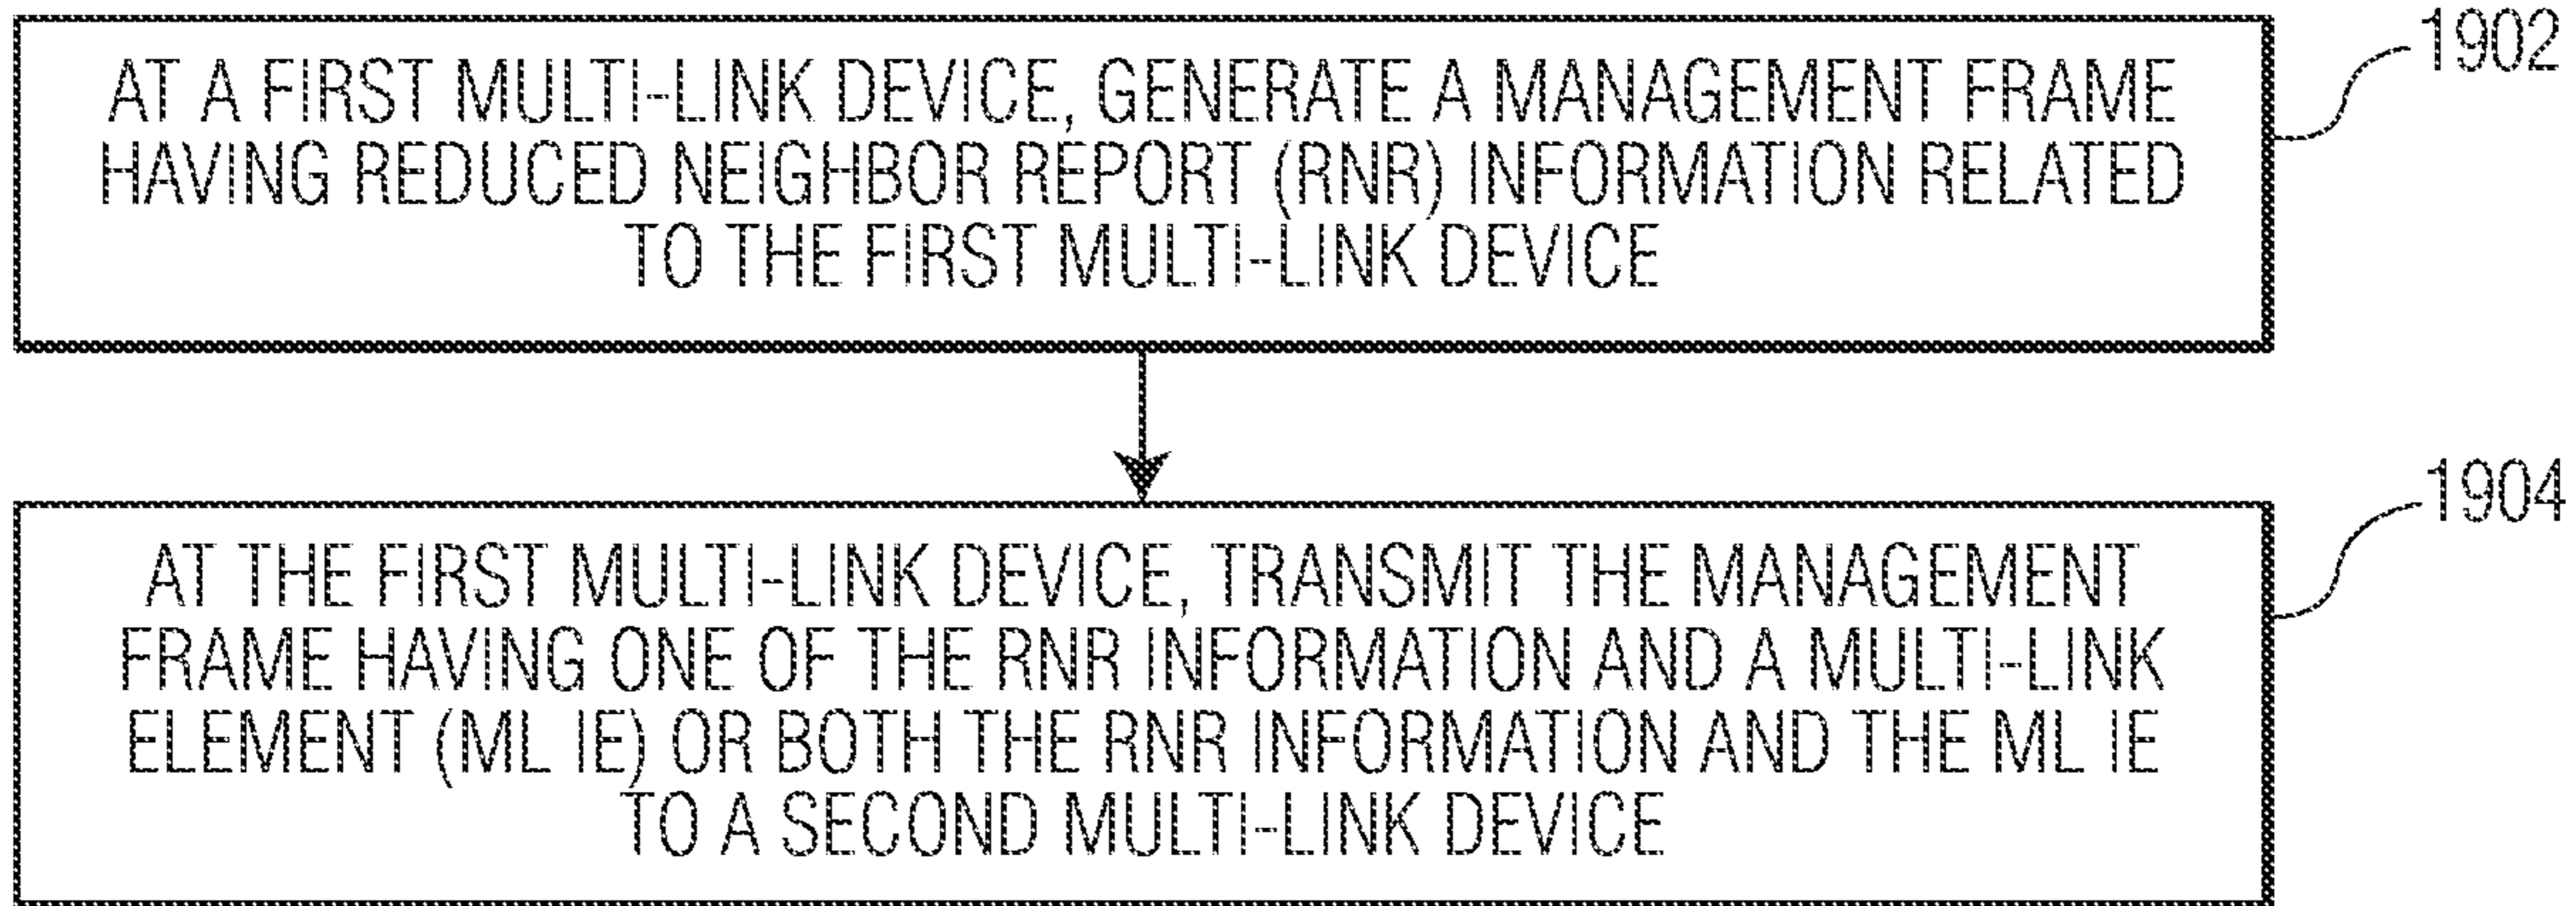 AT A FIRST MULTI-LINK DEVICE, GENERATE A MANAGEMENT FRAME
HAVING REDUCED NEIGHBOR REPORT (RNR) INFORMATION RELATED
TO THE FIRST MULTI-LINK DEVICE
1902
AT THE FIRST MULTI-LINK DEVICE, TRANSMIT THE MANAGEMENT
FRAME HAVING ONE OF THE RNR INFORMATION AND A MULTI-LINK
ELEMENT (ML IE) OR BOTH THE RNR INFORMATION AND THE ML IE
TO A SECOND MULTI-LINK DEVICE
1904